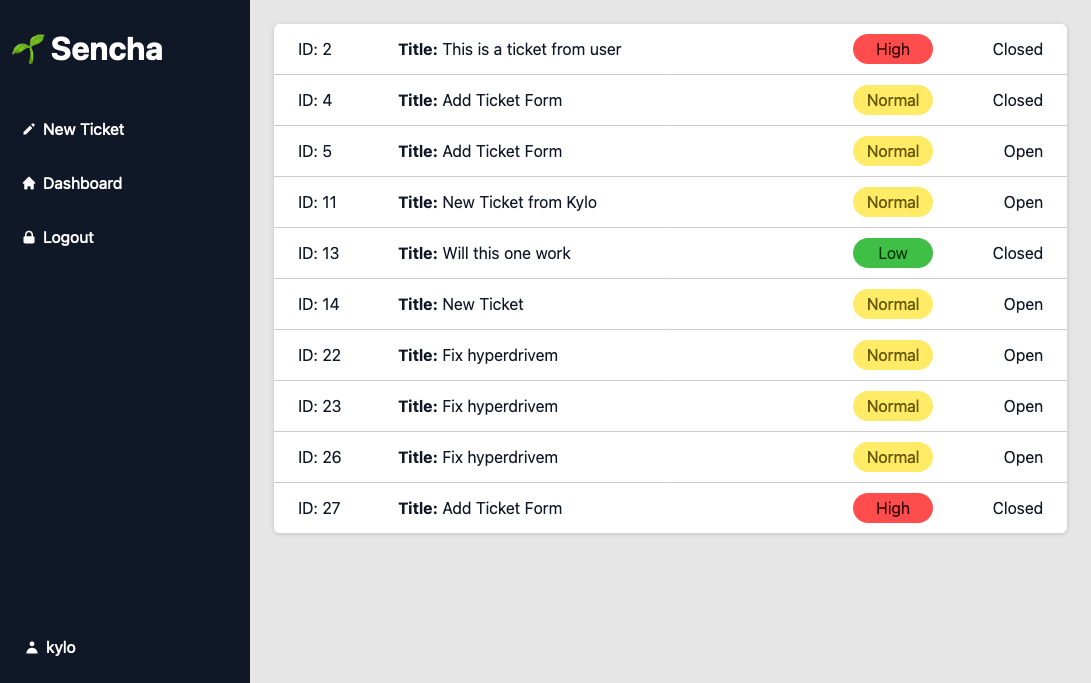 Sencha
New Ticket
Dashboard
Logout
kylo
ID: 2 Title: This is a ticket from user High Closed
ID: 4 Title: Add Ticket Form Normal Closed
ID: 5 Title: Add Ticket Form Normal Open
ID: 11 Title: New Ticket from Kylo Normal Open
ID: 13 Title: Will this one work Low Closed
ID: 14 Title: New Ticket Normal Open
ID: 22 Title: Fix hyperdrivem Normal Open
ID: 23 Title: Fix hyperdrivem Normal Open
ID: 26 Title: Fix hyperdrivem Normal Open
ID: 27 Title: Add Ticket Form High Closed